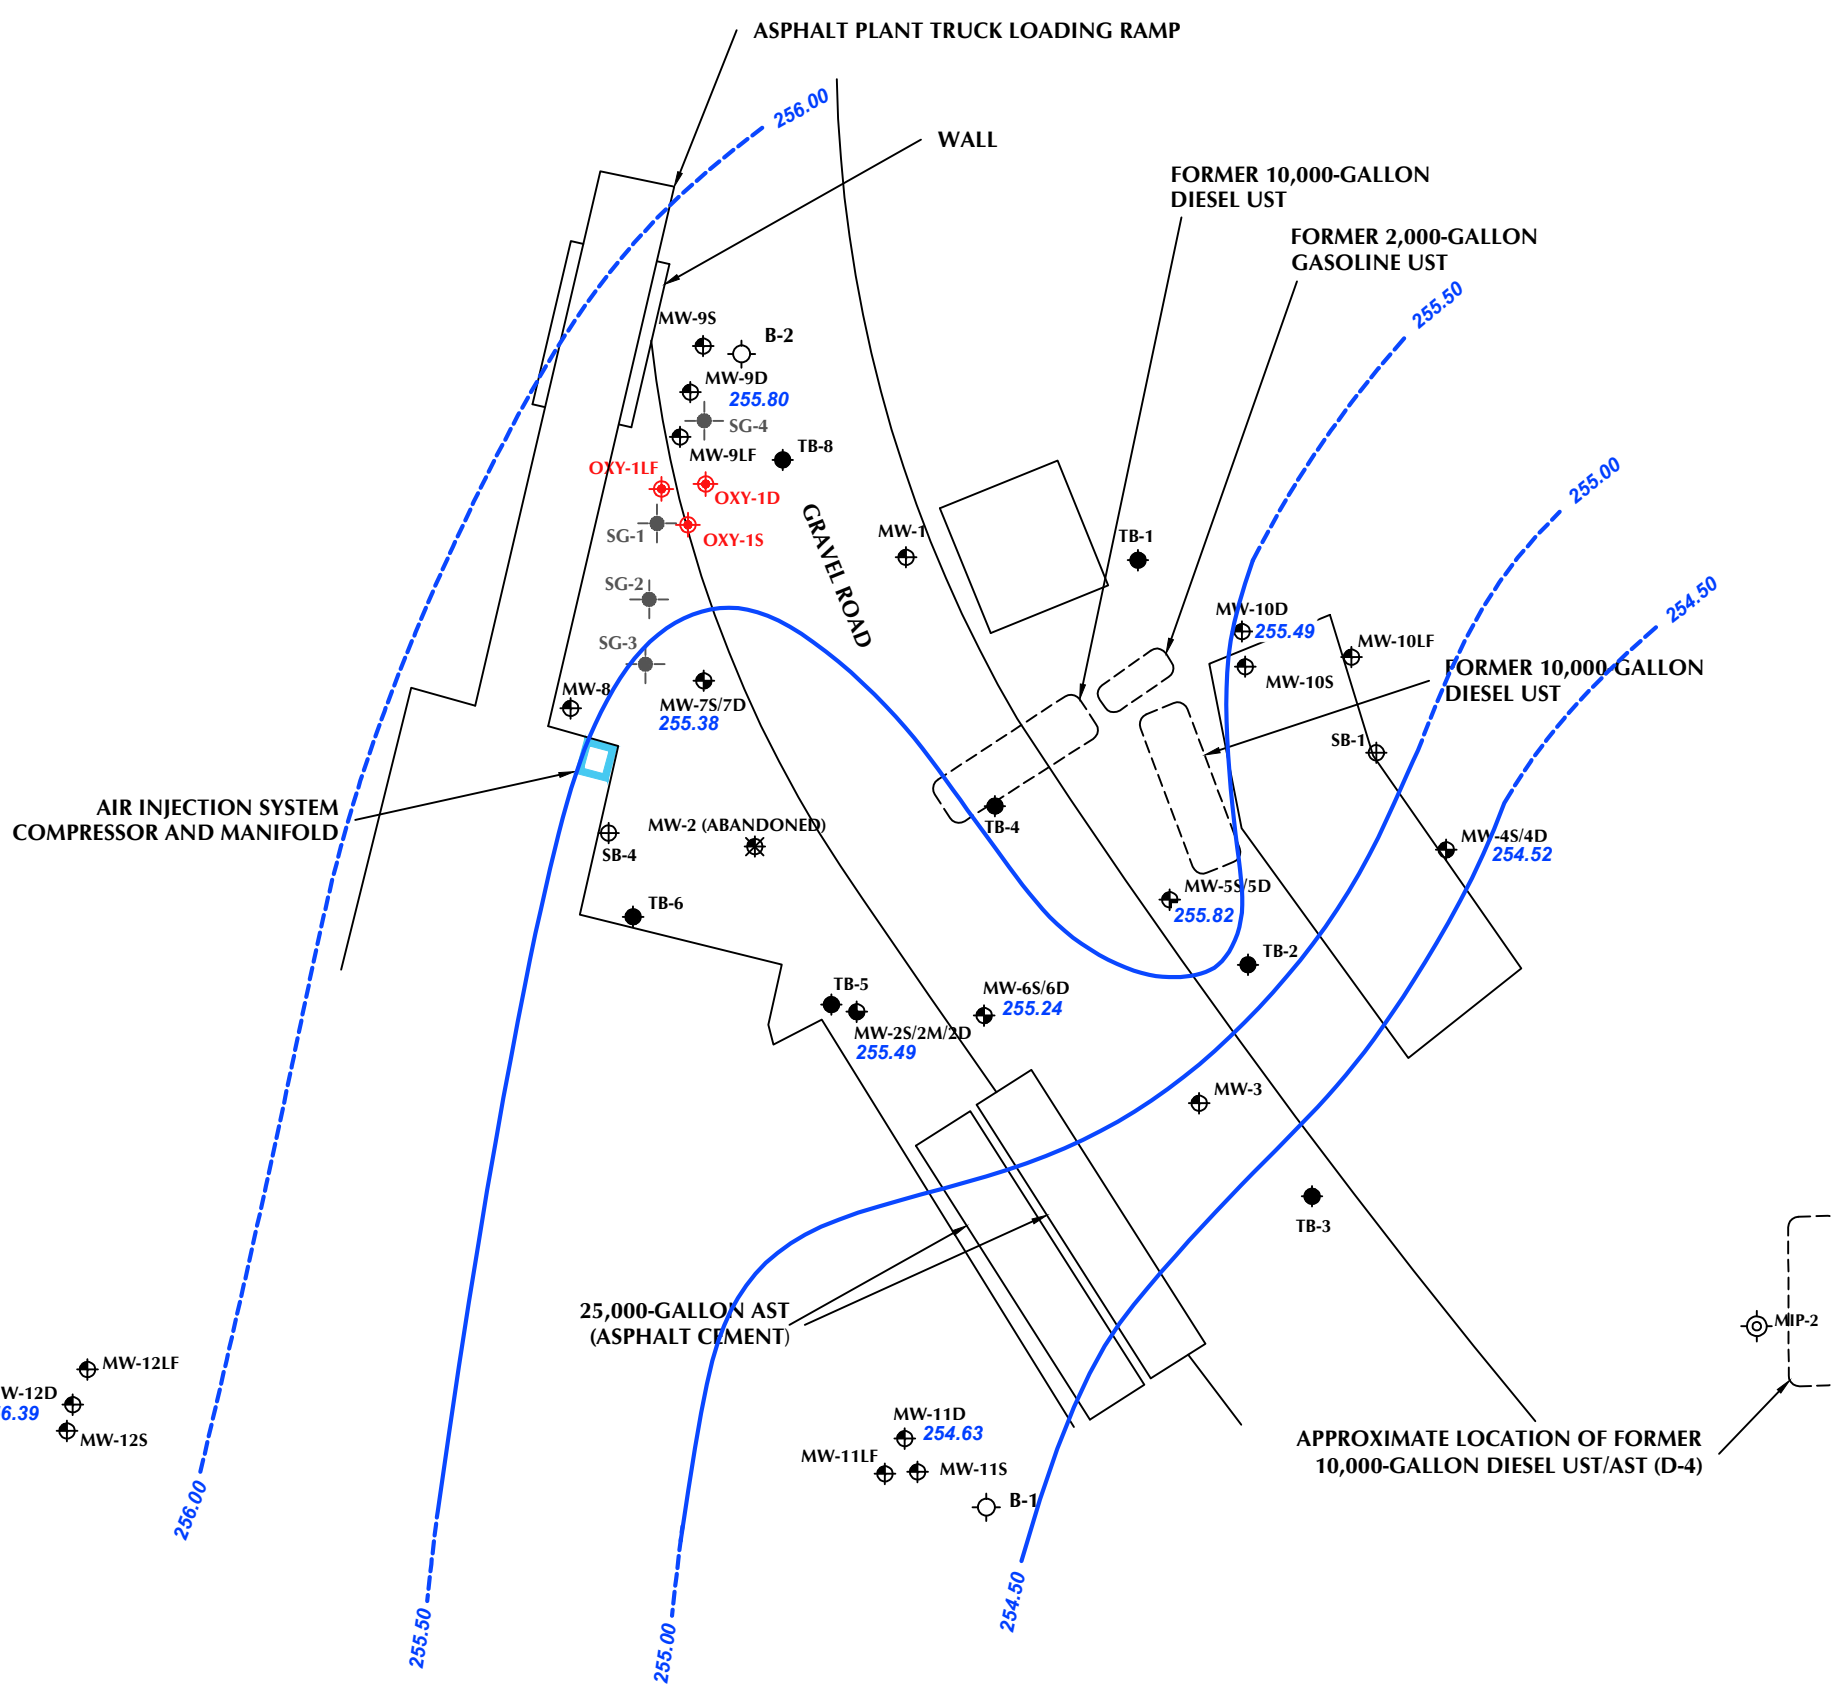 ASPHALT PLANT TRUCK LOADING RAMP
256.00
WALL
FORMER 10,000-GALLON
DIESEL UST
FORMER 2,000-GALLON
GASOLINE UST
255.50
MW-9S
B-2
MW-9D
255.80
SG-4
MW-9LF
TB-8
OXY-1LF
OXY-1D
255.00
SG-1
OXY-1S
GRAVEL ROAD
MW-1
TB-1
SG-2
254.50
MW-10D
255.49
SG-3
MW-10LF
FORMER 10,000-GALLON
DIESEL UST
MW-10S
MW-8
MW-7S/7D
255.38
SB-1
AIR INJECTION SYSTEM
COMPRESSOR AND MANIFOLD
MW-2 (ABANDONED)
TB-4
SB-4
MW-4S/4D
254.52
MW-5S/5D
255.82
TB-6
TB-2
TB-5
MW-6S/6D
255.24
MW-2S/2M/2D
255.49
MW-3
TB-3
25,000-GALLON AST
(ASPHALT CEMENT)
MIP-2
MW-12LF
W-12D
6.39
MW-12S
MW-11D
254.63
MW-11LF
MW-11S
B-1
APPROXIMATE LOCATION OF FORMER
10,000-GALLON DIESEL UST/AST (D-4)
256.00
255.50
255.00
254.50